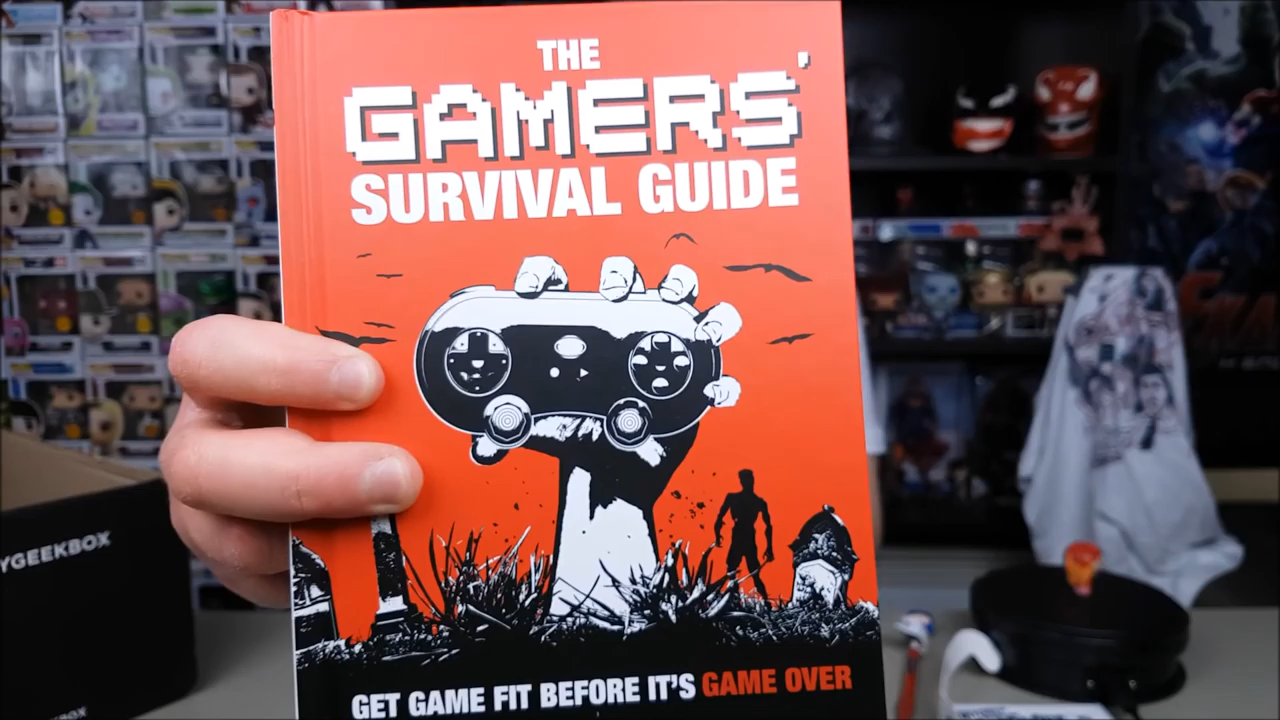 THE
GAMERS'
SURVIVAL GUIDE
GET GAME FIT BEFORE IT'S GAME OVER
YGEEKBOX